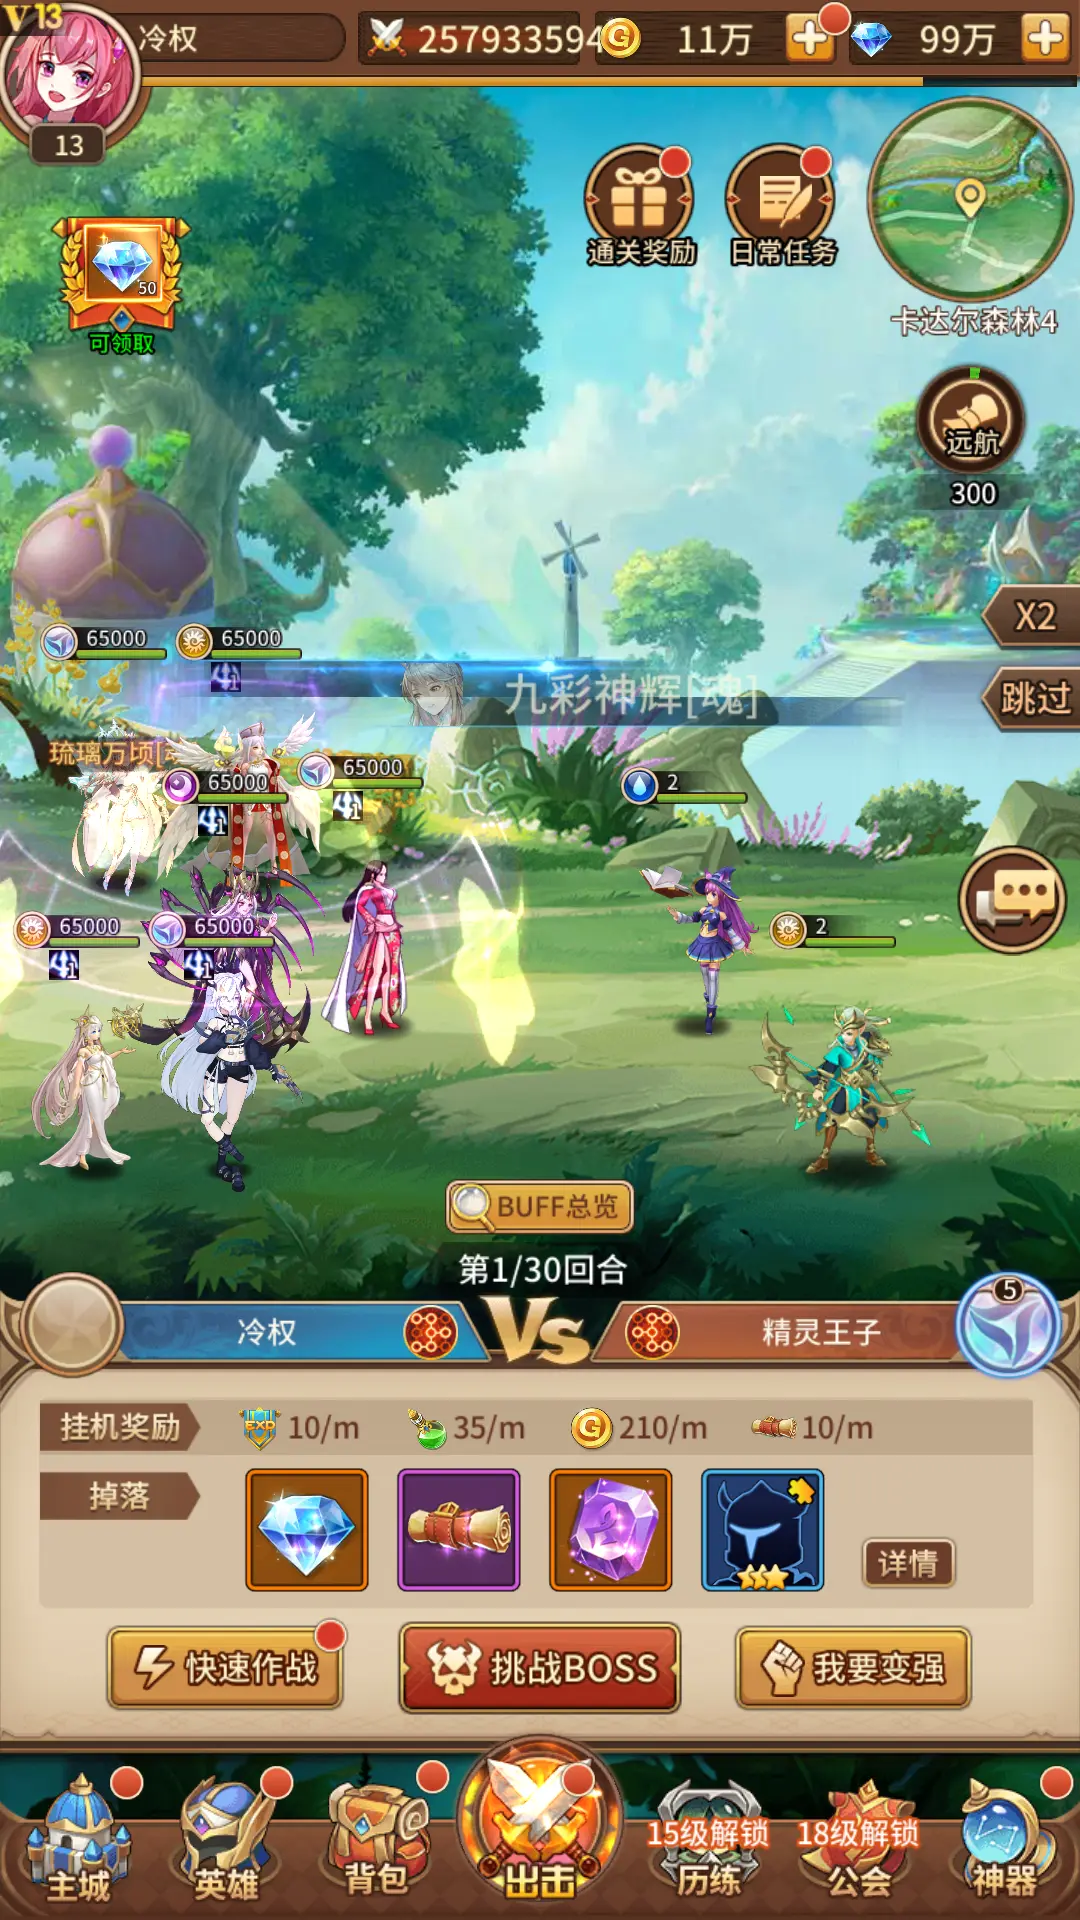 V13
冷权
257933594
11万
99万
13
通关奖励
日常任务
50
可领取
卡达尔森林4
远航
300
X2
跳过
65000
65000
1
九彩神辉[魂]
琉璃万顷
65000
65000
1
1
2
65000
65000
1
1
2
BUFF总览
第1/30回合
冷权
VS
精灵王子
5
挂机奖励
EXP
10/m
35/m
G
210/m
10/m
掉落
详情
快速作战
挑战BOSS
我要变强
15级解锁
18级解锁
主城
英雄
背包
出击
历练
公会
神器